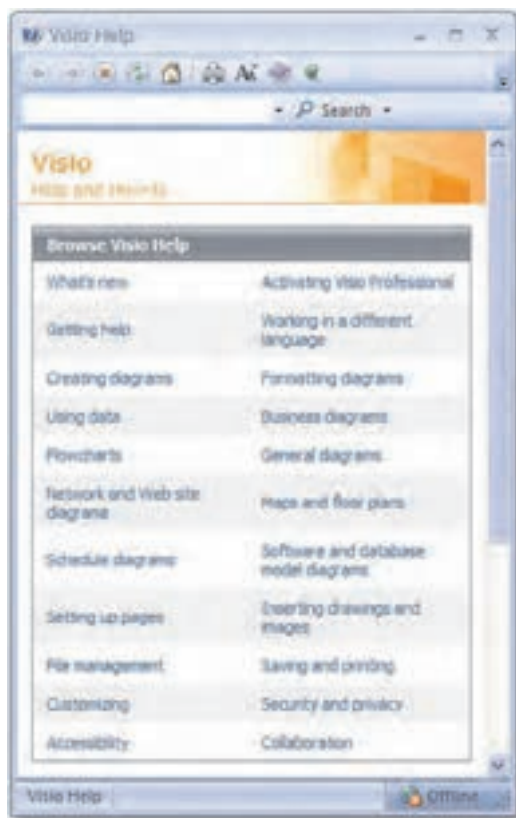 Visio Help
Search
Visio
Help and How-to
Browse Visio Help
What's new
Activating Visio Professional
Getting help
Working in a different
language
Creating diagrams
Formatting diagrams
Using data
Business diagrams
Flowcharts
General diagrams
Network and Web site
diagrams
Maps and floor plans
Schedule diagrams
Software and database
model diagrams
Setting up pages
Inserting drawings and
images
File management
Saving and printing
Customizing
Security and privacy
Accessibility
Collaboration
Visio Help
Offline